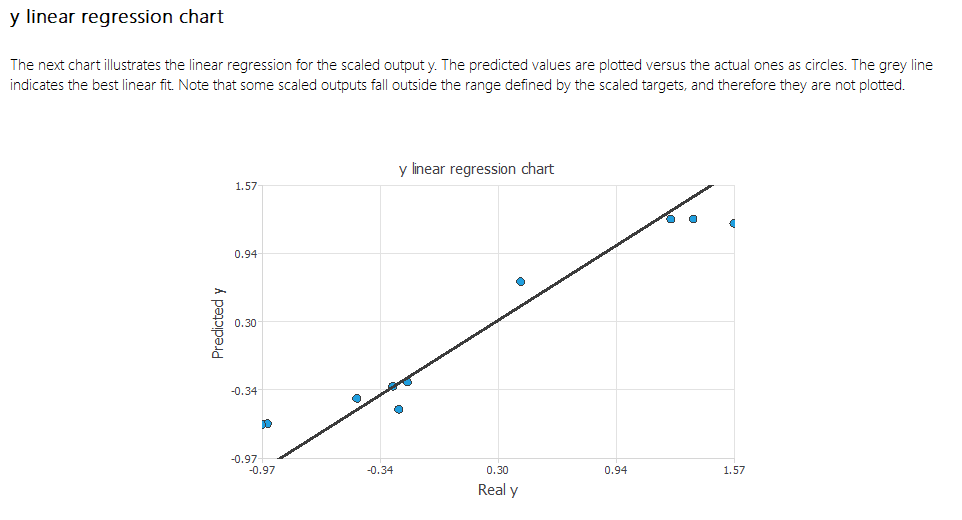 y linear regression chart
The next chart illustrates the linear regression for the scaled output y. The predicted values are plotted versus the actual ones as circles. The grey line
indicates the best linear fit. Note that some scaled outputs fall outside the range defined by the scaled targets, and therefore they are not plotted.
y linear regression chart
1.57
0.94
0.30
-0.34
-0.97
Predicted y
-0.97
-0.34
0.30
0.94
1.57
Real y